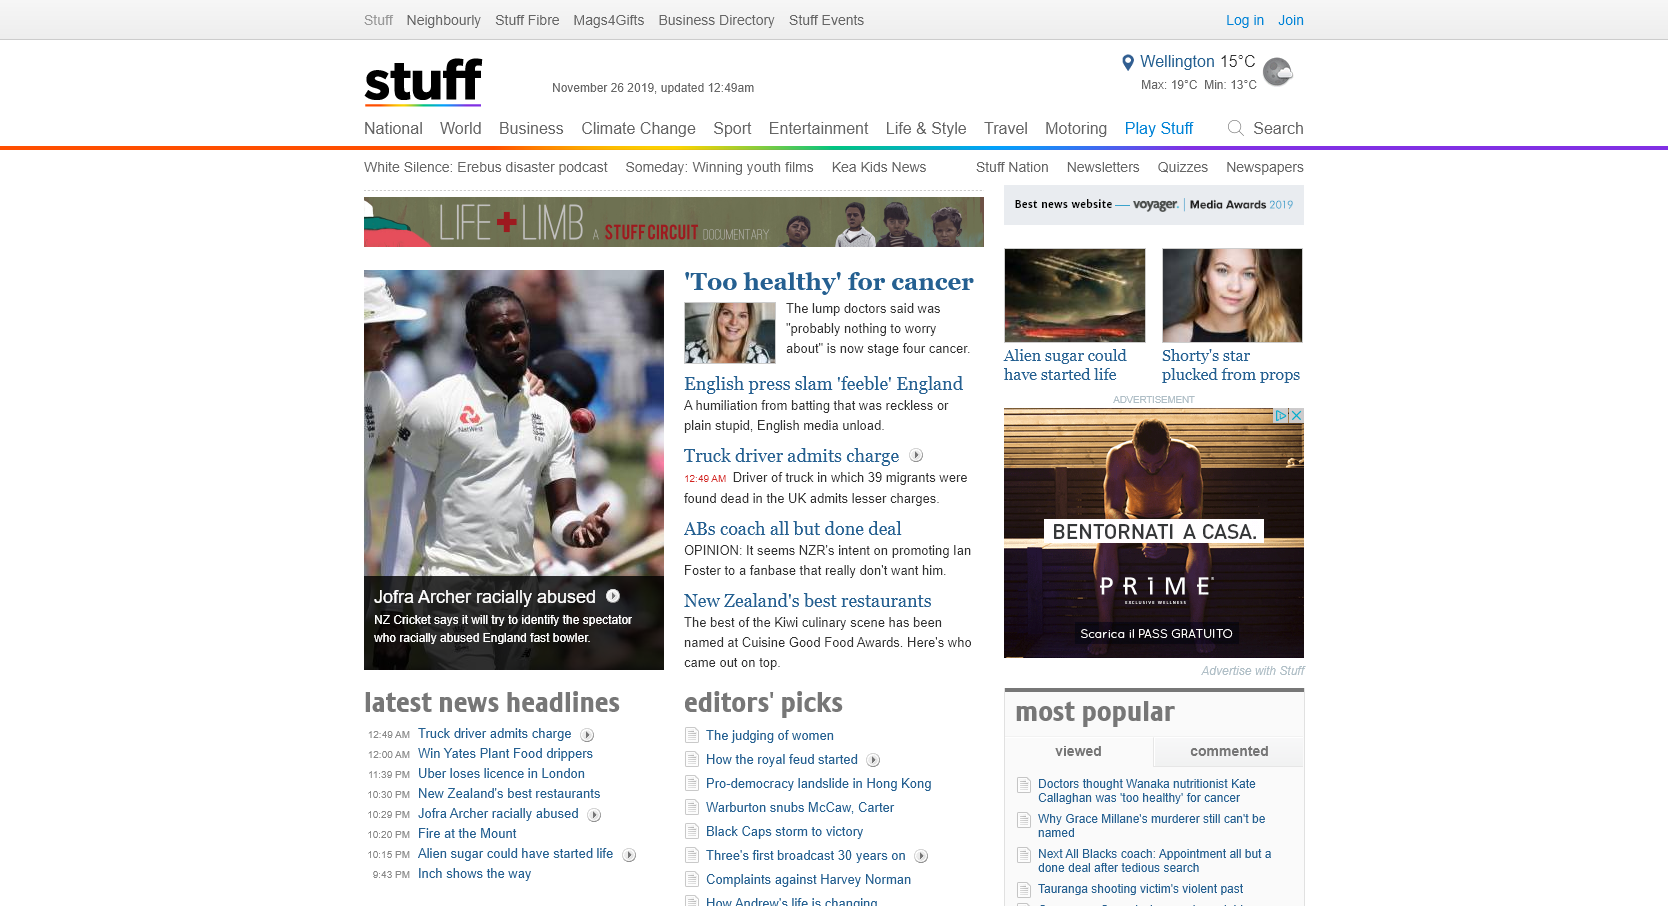 Stuff Neighbourly Stuff Fibre Mags4Gifts Business Directory Stuff Events Log in Join
stuff
November 26 2019, updated 12:49am
Wellington 15°C
Max: 19°C Min: 13°C
National World Business Climate Change Sport Entertainment Life & Style Travel Motoring Play Stuff Search
White Silence: Erebus disaster podcast Someday: Winning youth films Kea Kids News Stuff Nation Newsletters Quizzes Newspapers
LIFE + LIMB A STUFF CIRCUIT DOCUMENTARY
Best news website — voyager. | Media Awards 2019
NatWest
Jofra Archer racially abused
NZ Cricket says it will try to identify the spectator
who racially abused England fast bowler.
'Too healthy' for cancer
The lump doctors said was
"probably nothing to worry
about" is now stage four cancer.
English press slam 'feeble' England
A humiliation from batting that was reckless or
plain stupid, English media unload.
Truck driver admits charge
12:49 AM Driver of truck in which 39 migrants were
found dead in the UK admits lesser charges.
ABs coach all but done deal
OPINION: It seems NZR's intent on promoting Ian
Foster to a fanbase that really don't want him.
New Zealand's best restaurants
The best of the Kiwi culinary scene has been
named at Cuisine Good Food Awards. Here's who
came out on top.
Alien sugar could
have started life
Shorty's star
plucked from props
ADVERTISEMENT
BENTORNATI A CASA.
PRIME
EXCLUSIVE WELLNESS
Scarica il PASS GRATUITO
Advertise with Stuff
latest news headlines
12:49 AM Truck driver admits charge
12:00 AM Win Yates Plant Food drippers
11:39 PM Uber loses licence in London
10:30 PM New Zealand's best restaurants
10:29 PM Jofra Archer racially abused
10:20 PM Fire at the Mount
10:15 PM Alien sugar could have started life
9:43 PM Inch shows the way
editors' picks
The judging of women
How the royal feud started
Pro-democracy landslide in Hong Kong
Warburton snubs McCaw, Carter
Black Caps storm to victory
Three's first broadcast 30 years on
Complaints against Harvey Norman
How Andrew's life is changing
most popular
viewed commented
Doctors thought Wanaka nutritionist Kate
Callaghan was 'too healthy' for cancer
Why Grace Millane's murderer still can't be
named
Next All Blacks coach: Appointment all but a
done deal after tedious search
Tauranga shooting victim's violent past